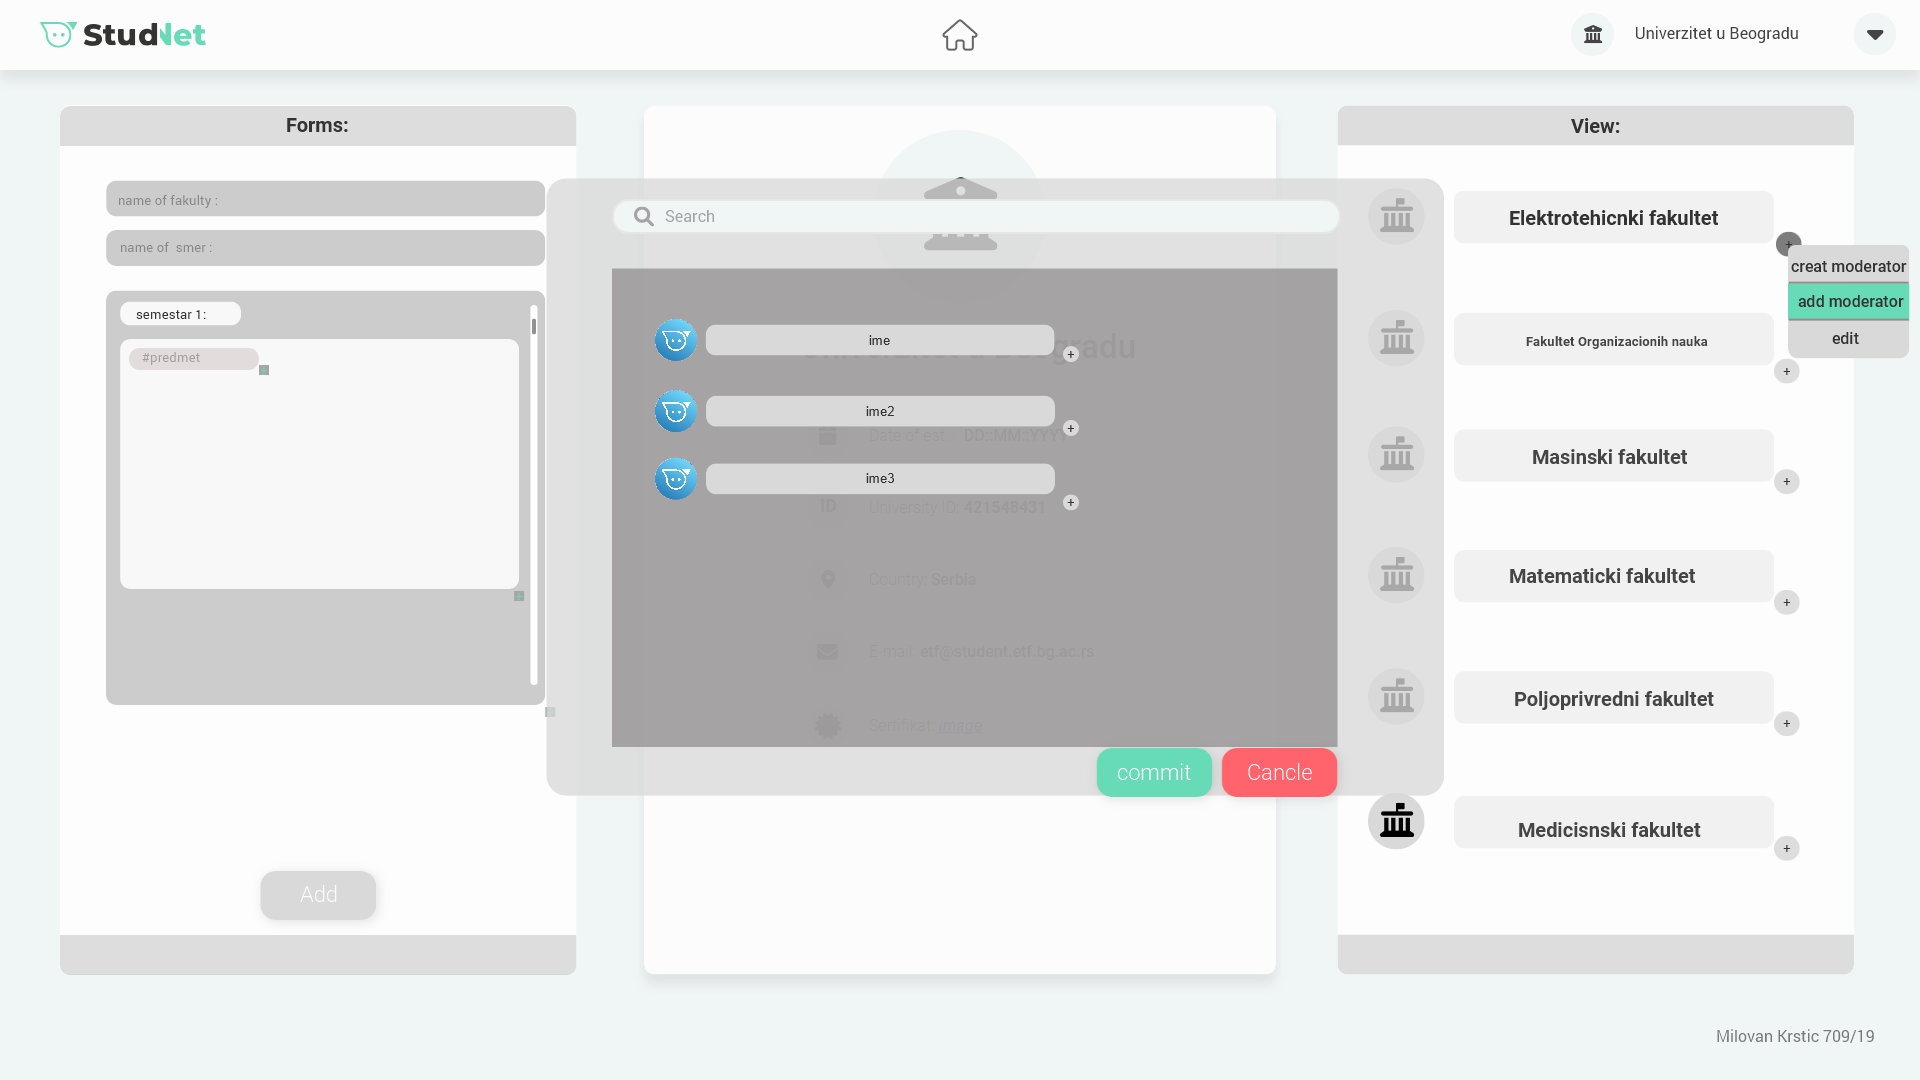 StudNet
Univerzitet u Beogradu
Forms:
name of fakulty :
name of  smer :
semestar 1:
#predmet
Add
Search
ime
+
Univerzitet u Beogradu
ime2
+
Date of est: DD::MM::YYYY
ime3
+
ID University ID: 421548431
Country: Serbia
E-mail: etf@student.etf.bg.ac.rs
Sertifikat: image
commit Cancle
View:
Elektrotehicnki fakultet
+
creat moderator
add moderator
edit
Fakultet Organizacionih nauka
+
Masinski fakultet
+
Matematicki fakultet
+
Poljoprivredni fakultet
+
Medicisnski fakultet
+
Milovan Krstic 709/19